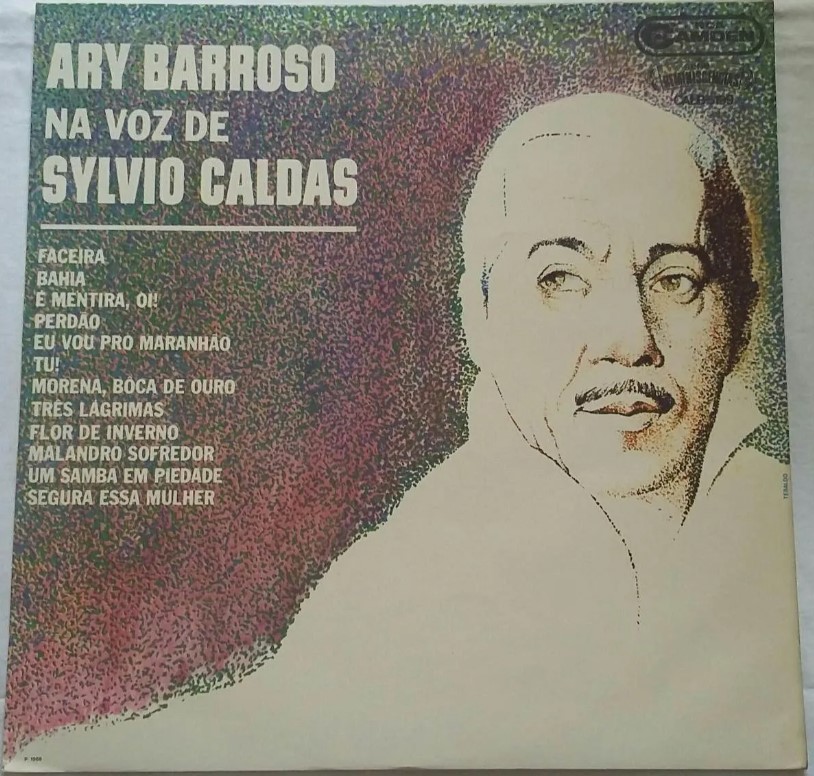 ARY BARROSO
NA VOZ DE
SYLVIO CALDAS
CAMDEN
FACEIRA
BAHIA
É MENTIRA, OI!
PERDÃO
EU VOU PRO MARANHÃO
TU!
MORENA, BÔCA DE OURO
TRÊS LÁGRIMAS
FLOR DE INVERNO
MALANDRO SOFREDOR
UM SAMBA EM PIEDADE
SEGURA ESSA MULHER